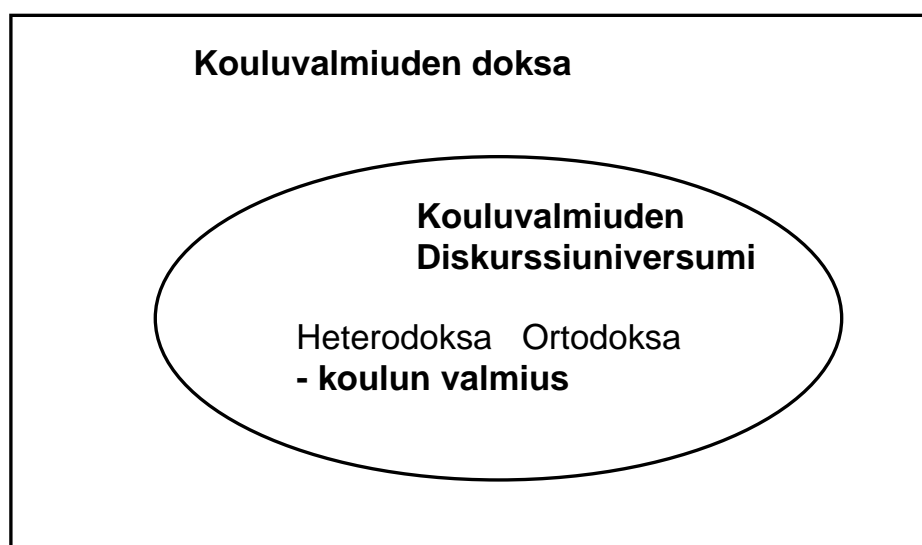 Kouluvalmiuden doksa
Kouluvalmiuden
Diskurssiuniversumi
Heterodoksa Ortodoksa
- koulun valmius